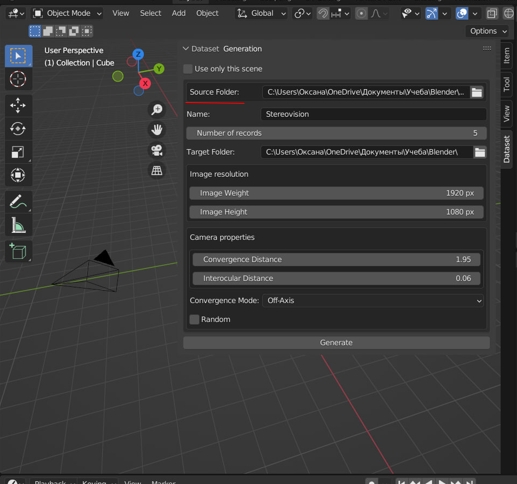 Object Mode View Select Add Object Global
Options
User Perspective
(1) Collection | Cube
Z
Y
X
Dataset Generation
Use only this scene
Source Folder: C:\Users\Оксана\OneDrive\Документы\Учеба\Blender\...
Name: Stereovision
Number of records 5
Target Folder: C:\Users\Оксана\OneDrive\Документы\Учеба\Blender\
Image resolution
Image Weight 1920 px
Image Height 1080 px
Camera properties
Convergence Distance 1.95
Interocular Distance 0.06
Convergence Mode: Off-Axis
Random
Generate
Item
Tool
View
Dataset
Playback Keying View Marker